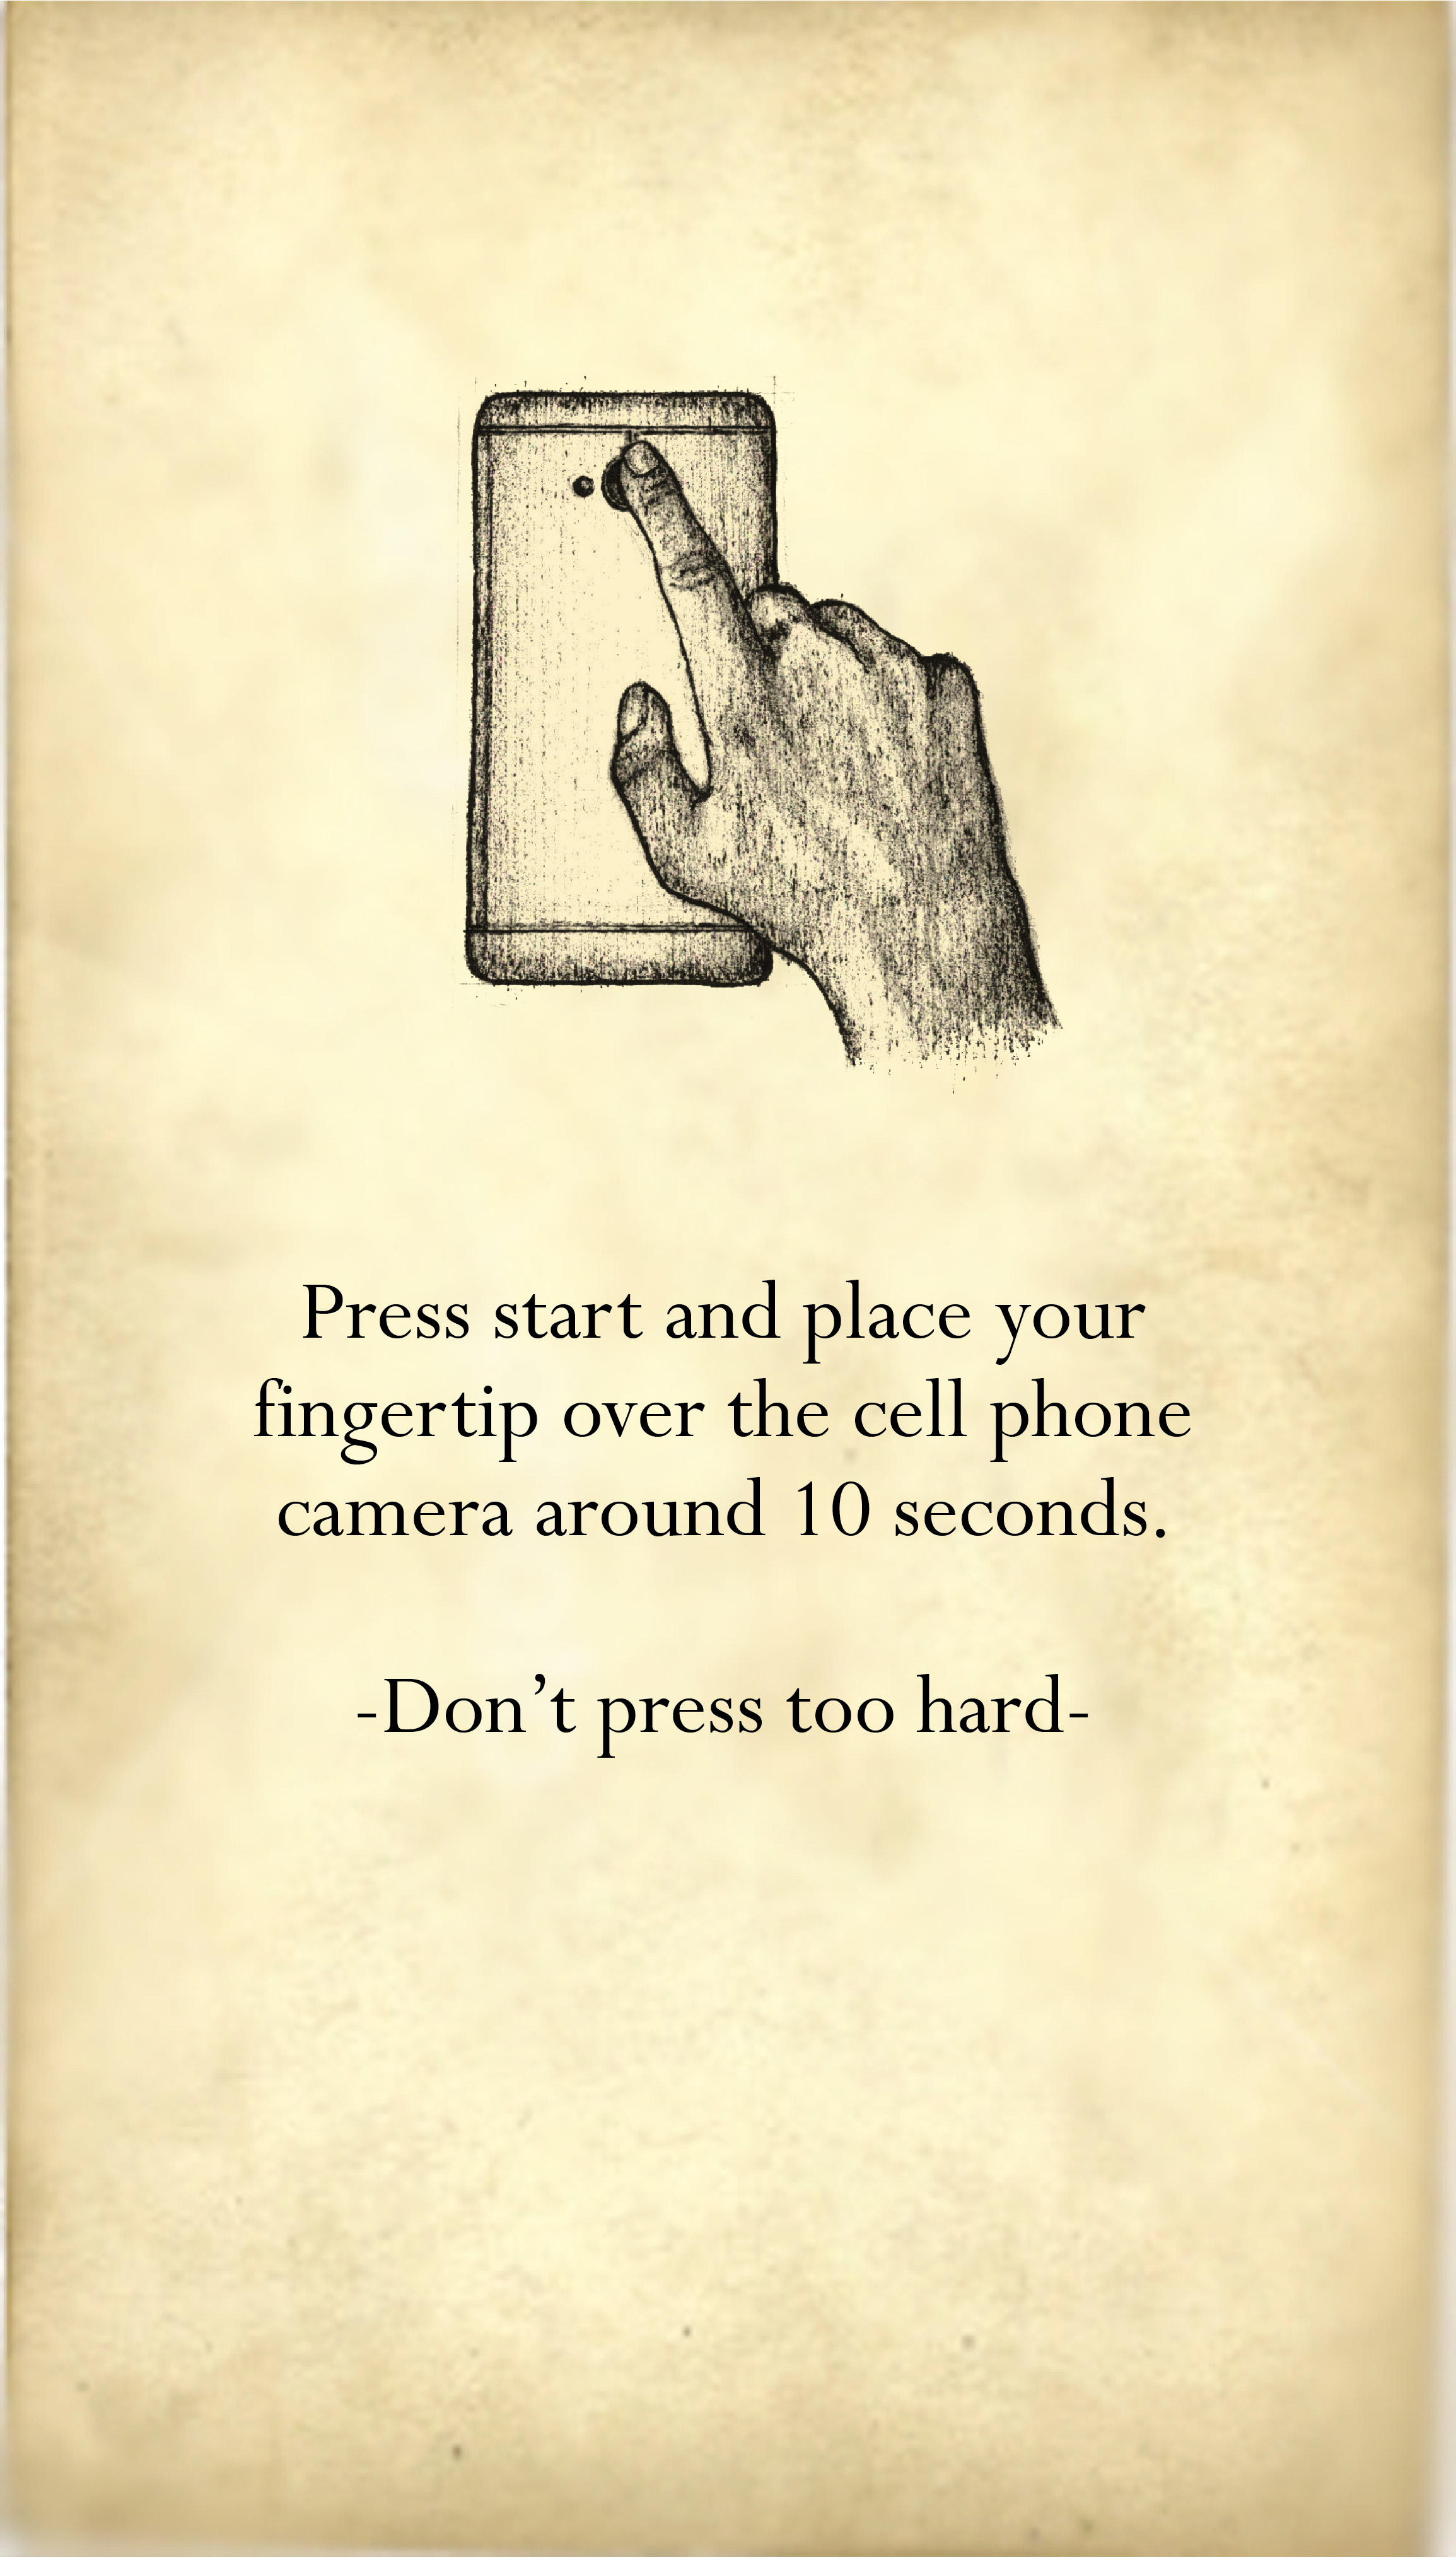 Press start and place your
fingertip over the cell phone
camera around 10 seconds.
-Don’t press too hard-